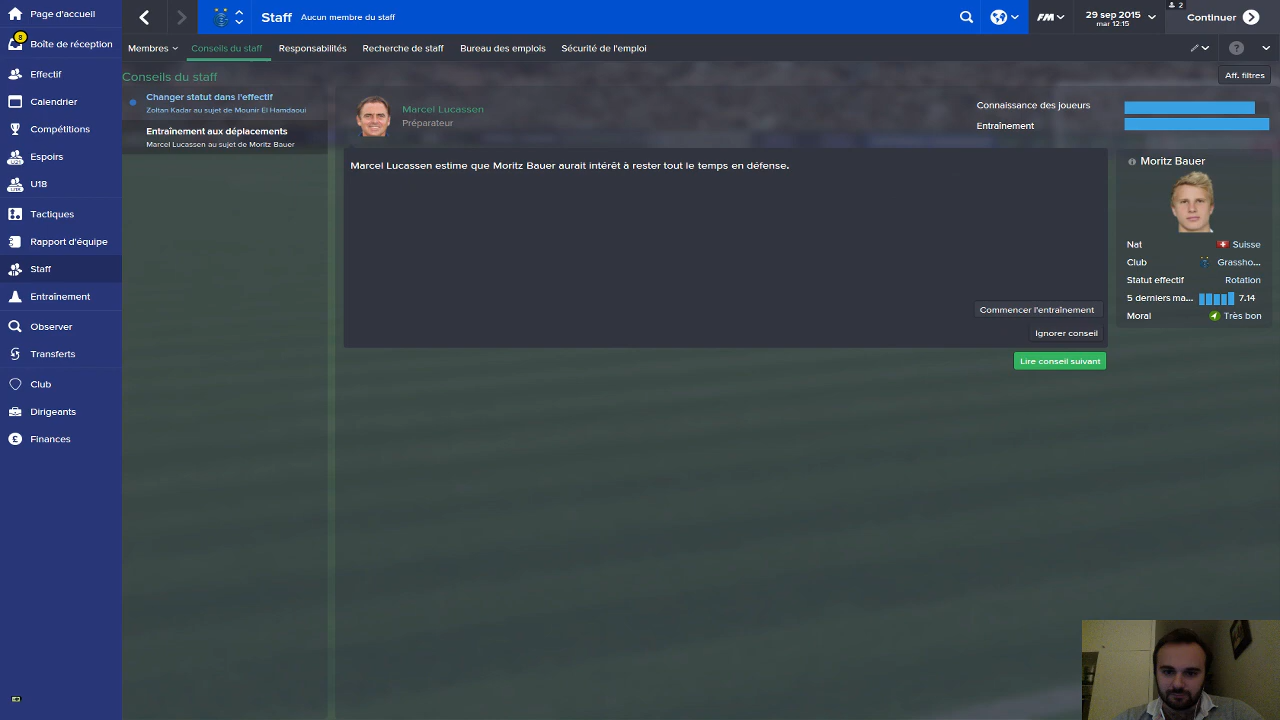 Page d'accueil
8
Boîte de réception
Effectif
Calendrier
Compétitions
Espoirs
U18
Tactiques
Rapport d'équipe
Staff
Entraînement
Observer
Transferts
Club
Dirigeants
Finances
Staff
Aucun membre du staff
FM
29 sep 2015
mar 12:15
2
Continuer
Membres
Conseils du staff
Responsabilités
Recherche de staff
Bureau des emplois
Sécurité de l'emploi
?
Conseils du staff
Aff. filtres
Changer statut dans l'effectif
Zoltan Kadar au sujet de Mounir El Hamdaoui
Entraînement aux déplacements
Marcel Lucassen au sujet de Moritz Bauer
Marcel Lucassen
Préparateur
Connaissance des joueurs
Entraînement
Marcel Lucassen estime que Moritz Bauer aurait intérêt à rester tout le temps en défense.
Commencer l'entraînement
Ignorer conseil
Lire conseil suivant
Moritz Bauer
Nat Suisse
Club Grassho...
Statut effectif Rotation
5 derniers ma... 7.14
Moral Très bon